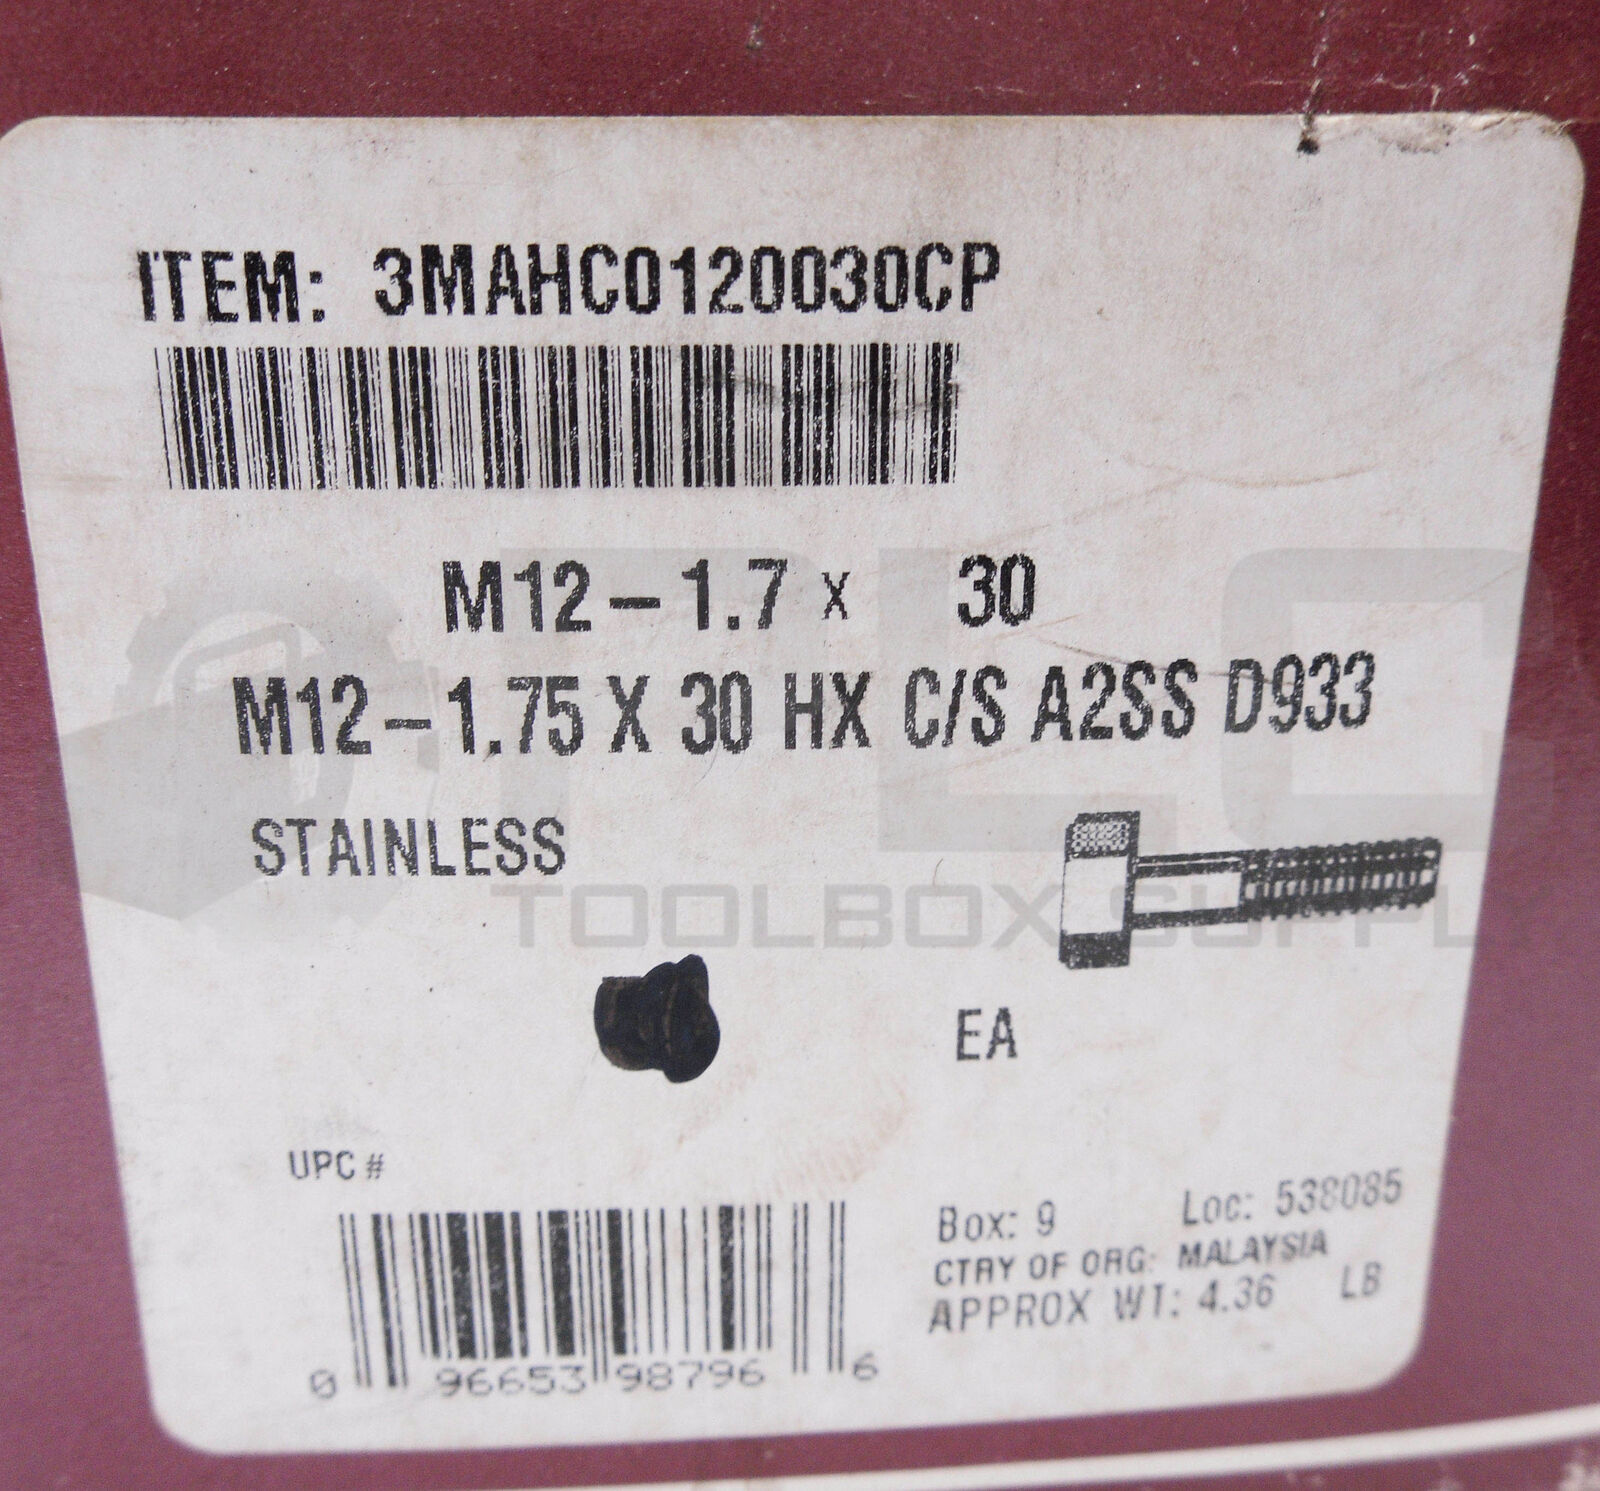 ITEM: 3MAHC0120030CP
M12-1.7 x 30
M12-1.75 X 30 HX C/S A2SS D933
STAINLESS
TOOLBOX SUPPL
EA
UPC #
Box: 9 Loc: 538085
CTRY OF ORG: MALAYSIA
APPROX WT: 4.36 LB
0 96653 98796 6